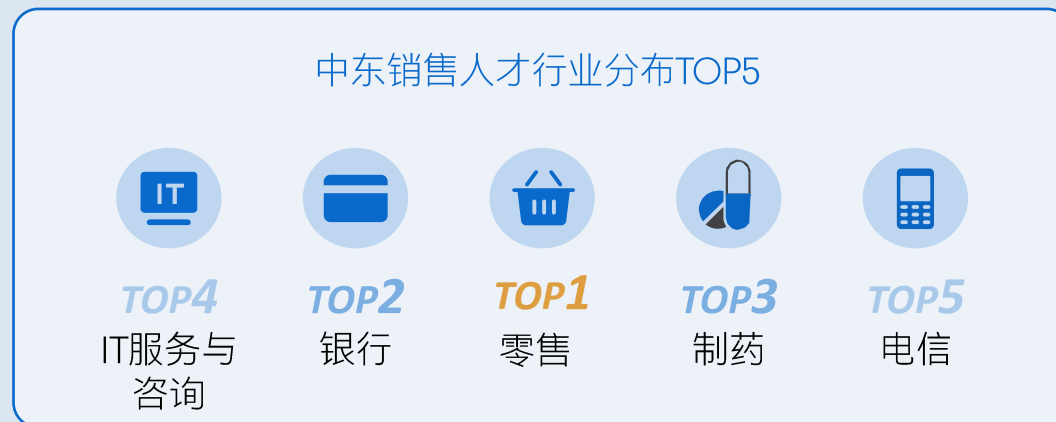 中东销售人才行业分布TOP5
IT
TOP4
TOP2
TOP1
TOP3
TOP5
IT服务与
咨询
银行
零售
制药
电信